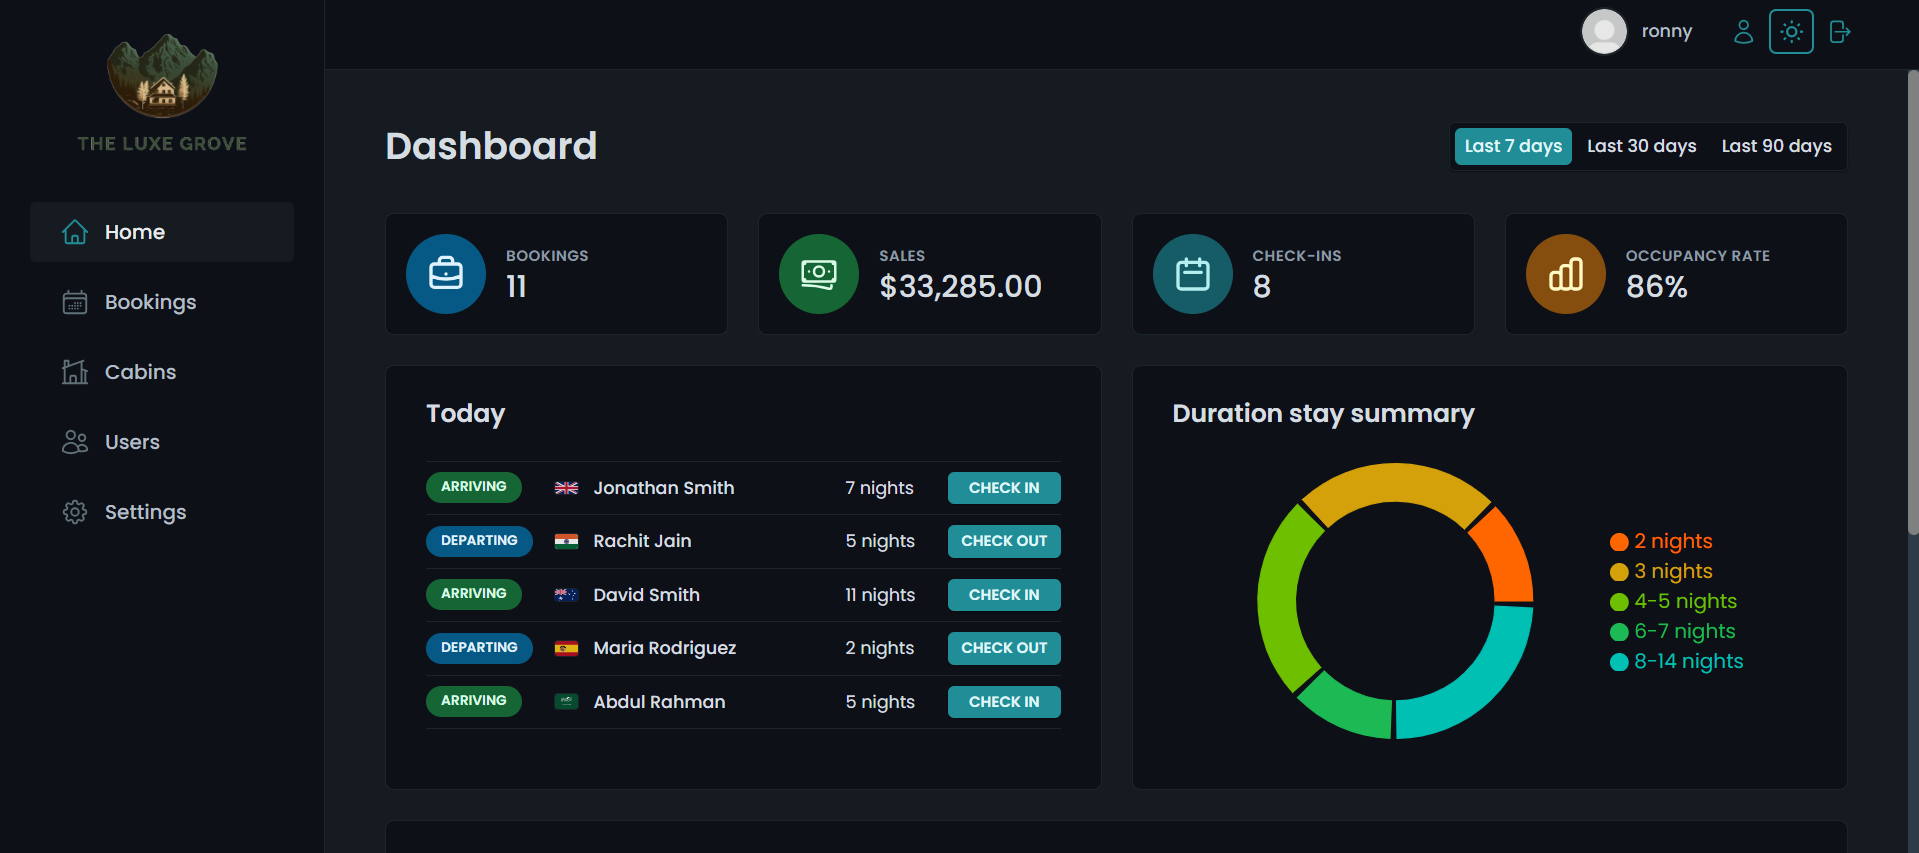 THE LUXE GROVE
ronny
Home
Bookings
Cabins
Users
Settings
Dashboard
Last 7 days Last 30 days Last 90 days
BOOKINGS
11
SALES
$33,285.00
CHECK-INS
8
OCCUPANCY RATE
86%
Today
ARRIVING Jonathan Smith 7 nights CHECK IN
DEPARTING Rachit Jain 5 nights CHECK OUT
ARRIVING David Smith 11 nights CHECK IN
DEPARTING Maria Rodriguez 2 nights CHECK OUT
ARRIVING Abdul Rahman 5 nights CHECK IN
Duration stay summary
2 nights
3 nights
4-5 nights
6-7 nights
8-14 nights